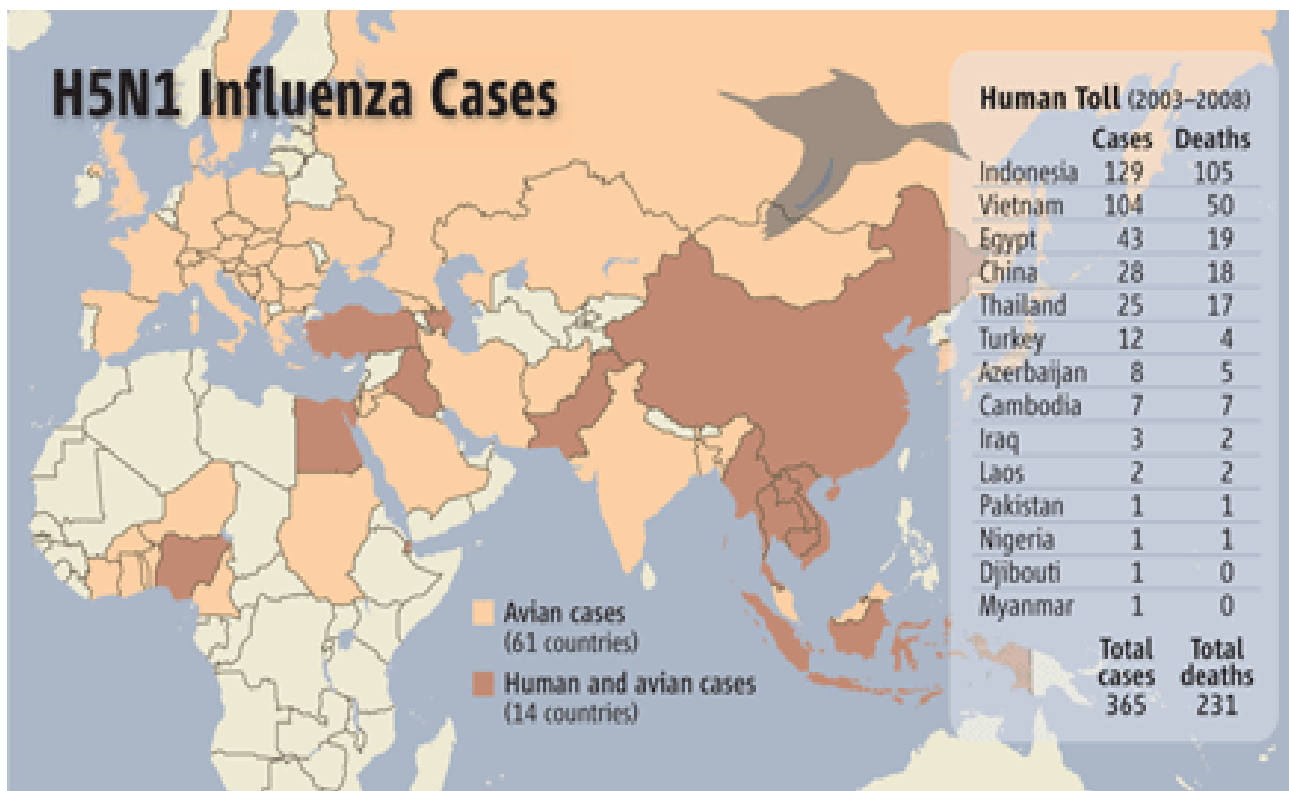 H5N1 Influenza Cases
Human Toll (2003–2008)
Cases Deaths
Indonesia 129 105
Vietnam 104 50
Egypt 43 19
China 28 18
Thailand 25 17
Turkey 12 4
Azerbaijan 8 5
Cambodia 7 7
Iraq 3 2
Laos 2 2
Pakistan 1 1
Nigeria 1 1
Djibouti 1 0
Myanmar 1 0
Total Total
cases deaths
365 231
Avian cases
(61 countries)
Human and avian cases
(14 countries)